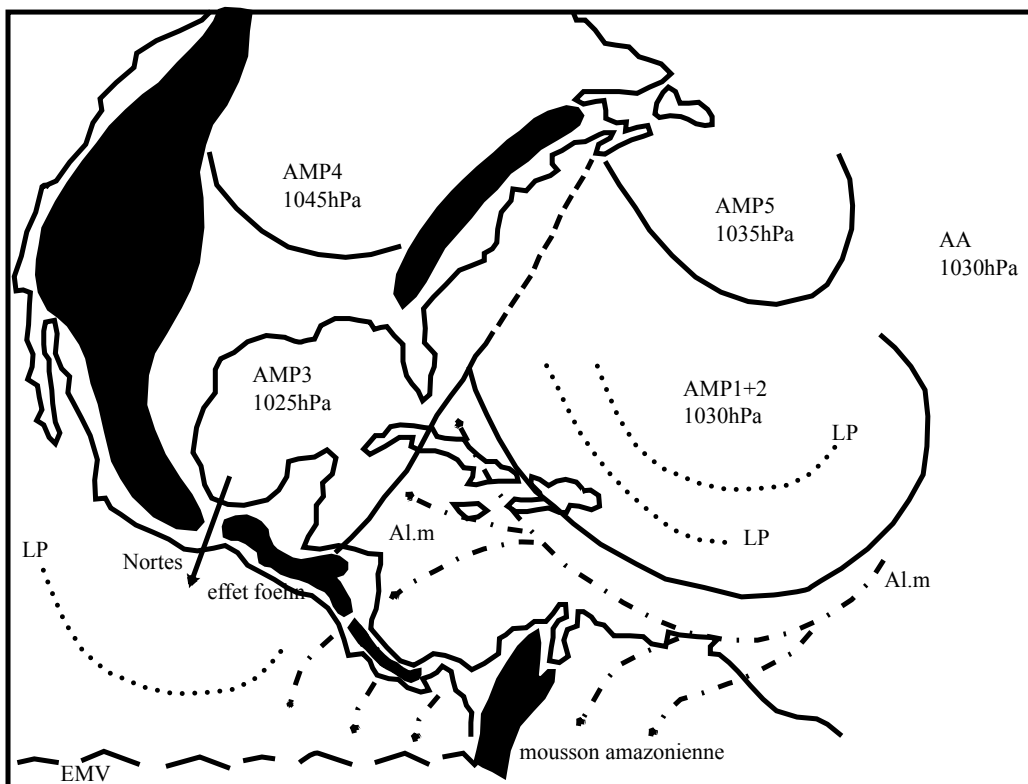 AMP4
1045hPa
AMP5
1035hPa
AA
1030hPa
AMP3
1025hPa
AMP1+2
1030hPa
LP
LP
LP
Al.m
Al.m
Nortes
effet foehn
mousson amazonienne
EMV